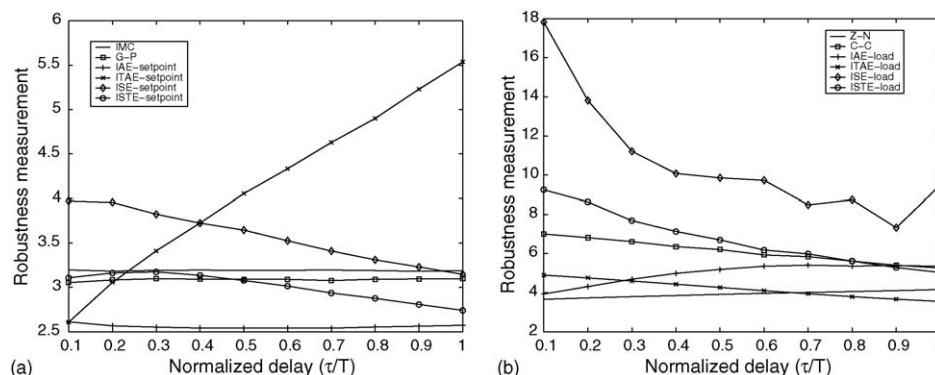 6
5.5
5
4.5
4
3.5
3
2.5
Robustness measurement
IMC
G-P
IAE-setpoint
ITAE-setpoint
ISE-setpoint
ISTE-setpoint
0.1 0.2 0.3 0.4 0.5 0.6 0.7 0.8 0.9 1
(a) Normalized delay (τ/T)
18
16
14
12
10
8
6
4
2
Robustness measurement
Z-N
C-C
IAE-load
ITAE-load
ISE-load
ISTE-load
0.1 0.2 0.3 0.4 0.5 0.6 0.7 0.8 0.9
(b) Normalized delay (τ/T)